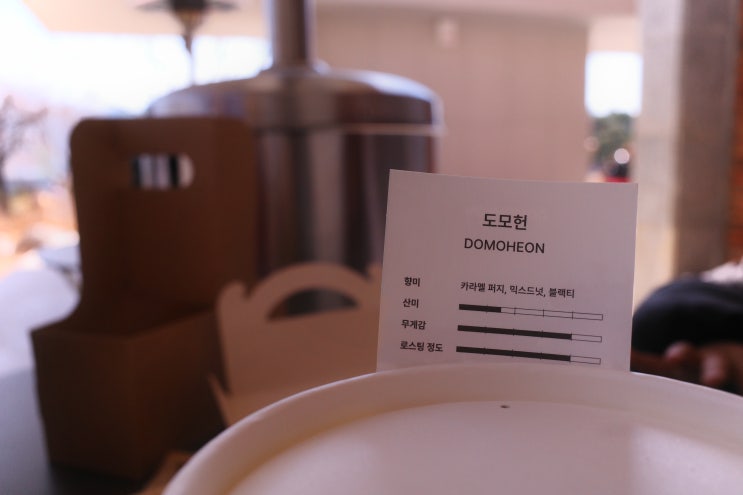 도모헌
DOMOHEON
향미 카라멜 퍼지, 믹스드넛, 블랙티
산미
무게감
로스팅 정도